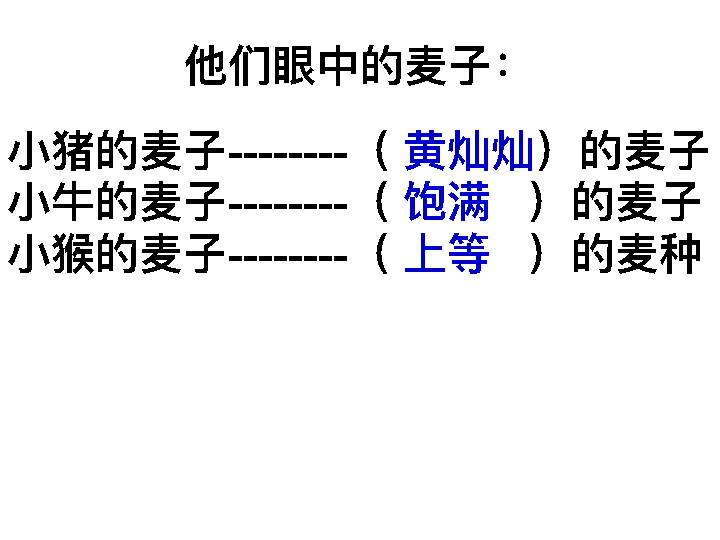 他们眼中的麦子：
小猪的麦子--------（ 黄灿灿）的麦子
小牛的麦子--------（ 饱满 ）的麦子
小猴的麦子--------（ 上等 ）的麦种